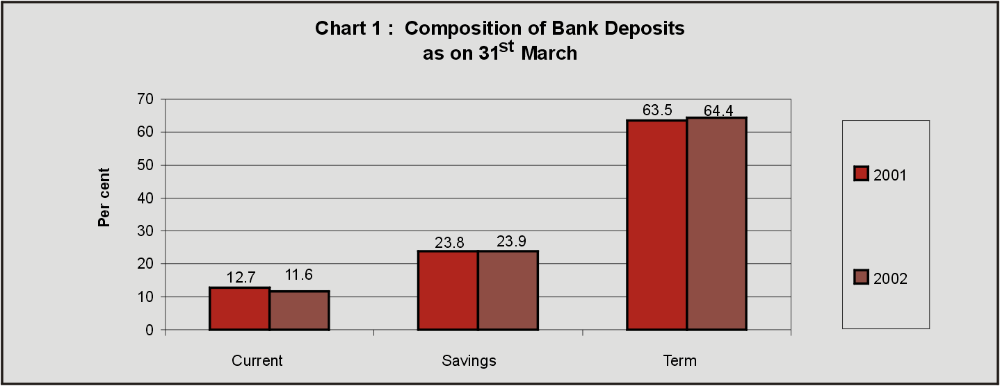 Chart 1 : Composition of Bank Deposits
as on 31st March
Per cent
70
60
50
40
30
20
10
0
12.7
11.6
23.8
23.9
63.5
64.4
Current
Savings
Term
2001
2002